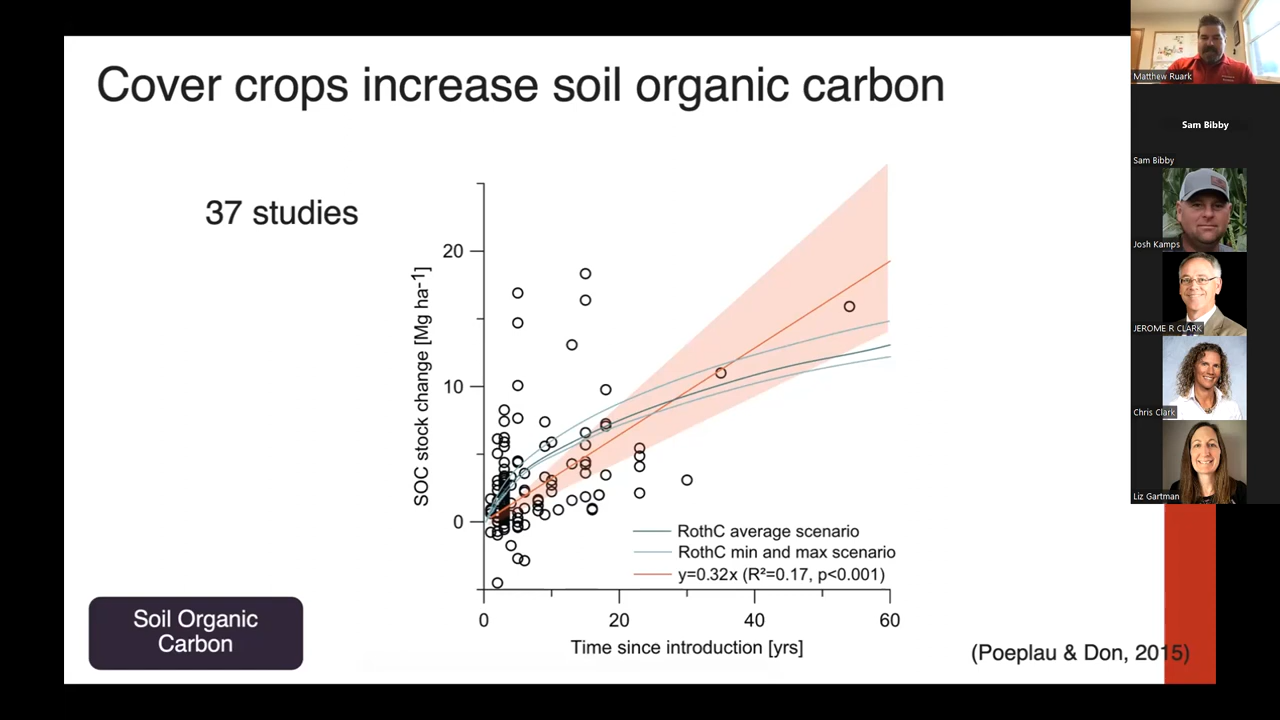 Cover crops increase soil organic carbon
37 studies
SOC stock change [Mg ha-1]
20
10
0
RothC average scenario
RothC min and max scenario
y=0.32x (R²=0.17, p<0.001)
0 20 40 60
Time since introduction [yrs]
Soil Organic
Carbon
(Poeplau & Don, 2015)
Matthew Ruark
Sam Bibby
Sam Bibby
Josh Kamps
JEROME R CLARK
Chris Clark
Liz Gartman